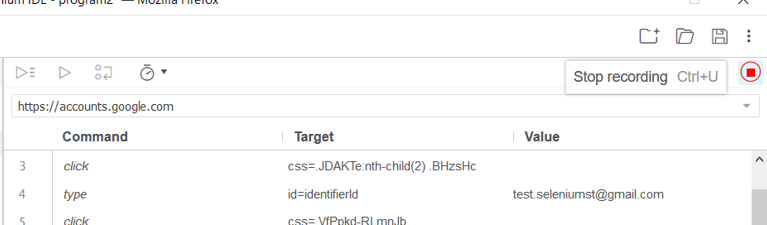 nium IDE - program2* — Mozilla Firefox
Stop recording Ctrl+U
https://accounts.google.com
Command Target Value
3 click css=.JDAKTe:nth-child(2) .BHzsHc
4 type id=identifierId test.seleniumst@gmail.com
5 click css=.VfPpkd-RLmnJb